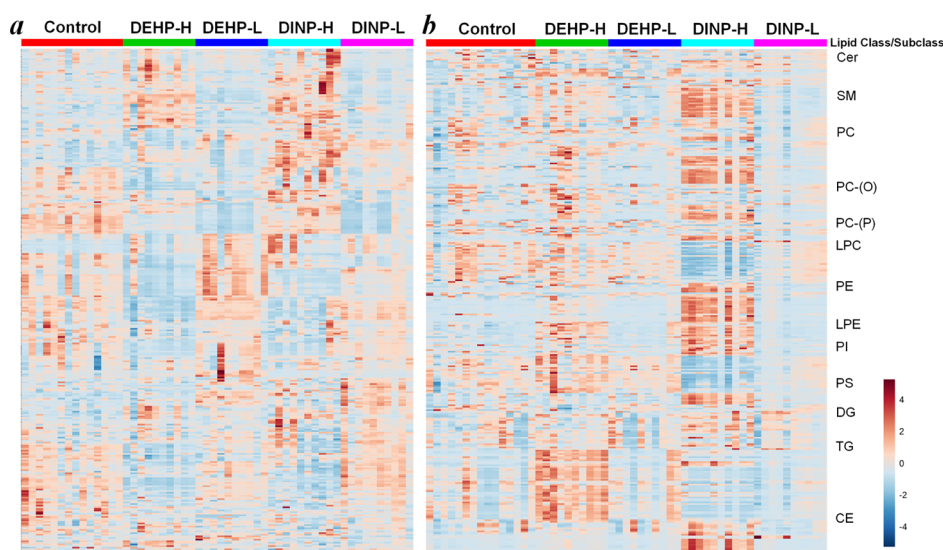 a Control DEHP-H DEHP-L DINP-H DINP-L
b Control DEHP-H DEHP-L DINP-H DINP-L
Lipid Class/Subclass
Cer
SM
PC
PC-(O)
PC-(P)
LPC
PE
LPE
PI
PS
DG
TG
CE
4
2
0
-2
-4